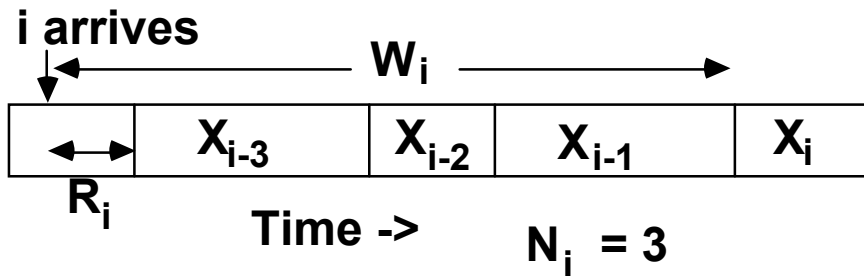 i arrives
Wi
Xi-3 Xi-2 Xi-1 Xi
Ri
Time -> Ni = 3